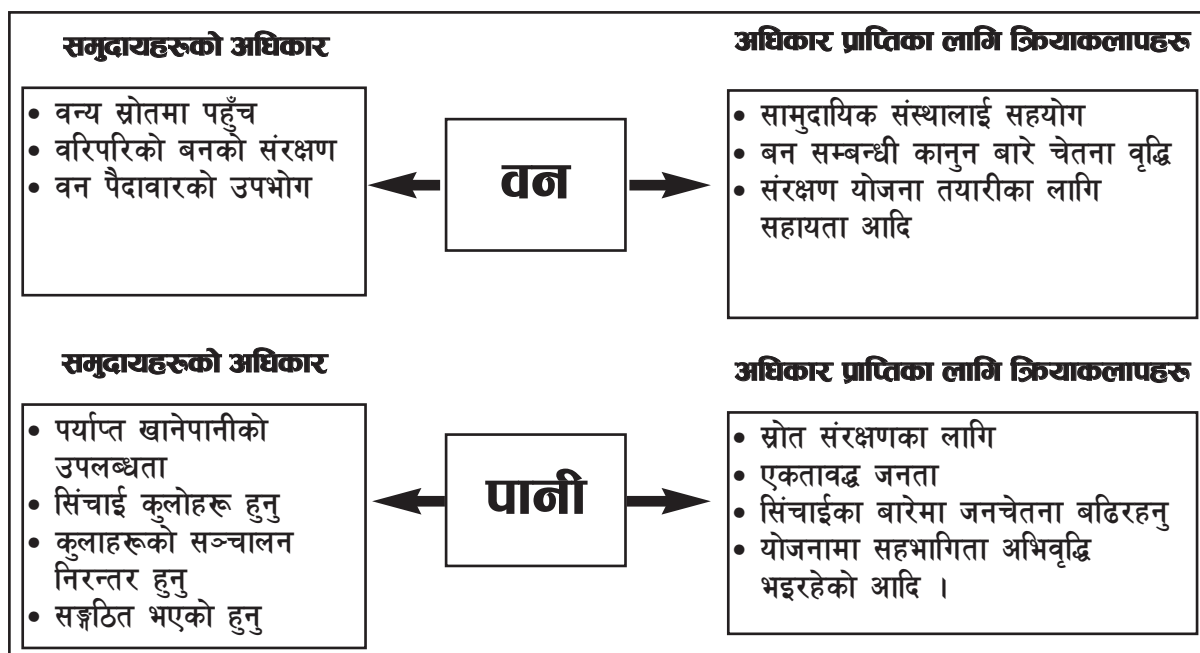 समुदायहरुको अधिकार
• वन्य स्रोतमा पहुँच
• वरिपरिको बनको संरक्षण
• वन पैदावारको उपभोग
वन
अधिकार प्राप्तिका लागि क्रियाकलापहरु
• सामुदायिक संस्थालाई सहयोग
• बन सम्बन्धी कानुन बारे चेतना वृद्धि
• संरक्षण योजना तयारीका लागि
सहायता आदि
समुदायहरुको अधिकार
• पर्याप्त खानेपानीको
उपलब्धता
• सिंचाई कुलोहरू हुनु
• कुलाहरूको सञ्चालन
निरन्तर हुनु
• सङ्गठित भएको हुनु
पानी
अधिकार प्राप्तिका लागि क्रियाकलापहरु
• स्रोत संरक्षणका लागि
• एकतावद्ध जनता
• सिंचाईका बारेमा जनचेतना बढिरहनु
• योजनामा सहभागिता अभिवृद्धि
भइरहेको आदि ।